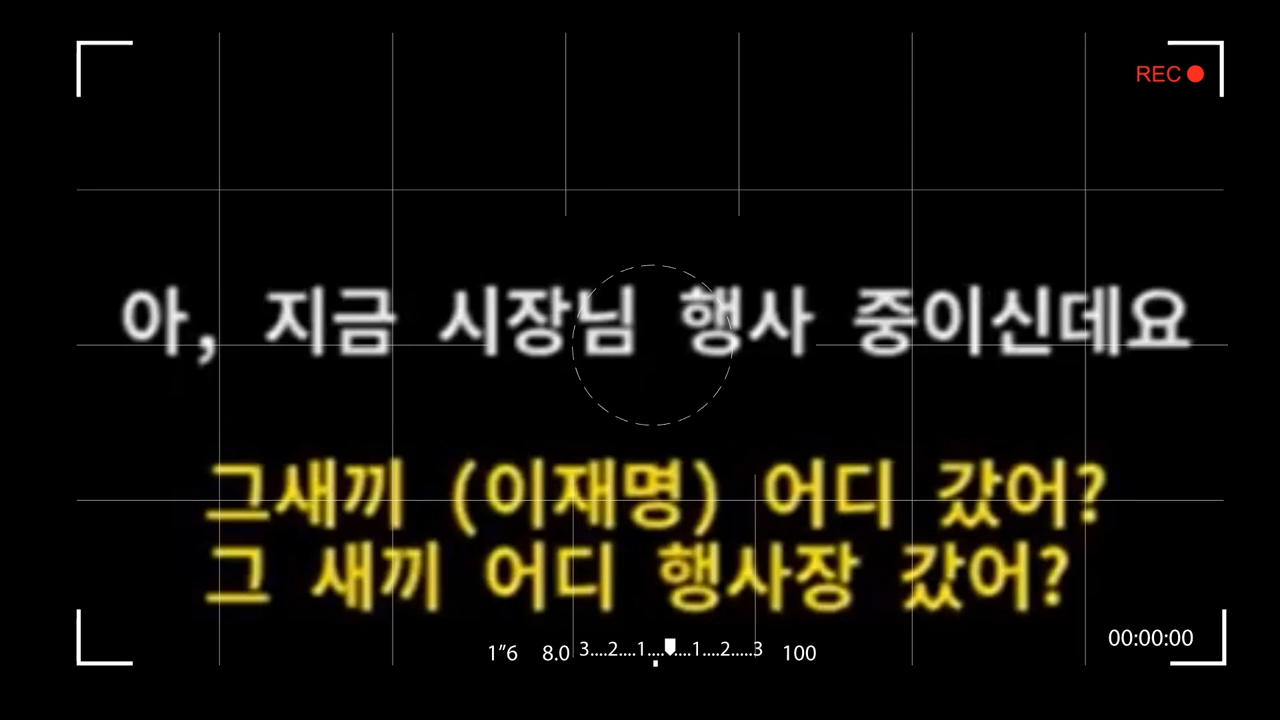 REC
아, 지금 시장님 행사 중이신데요
그새끼 (이재명) 어디 갔어?
그 새끼 어디 행사장 갔어?
1"6 8.0 3....2....1....▼....1....2.....3 100
00:00:00